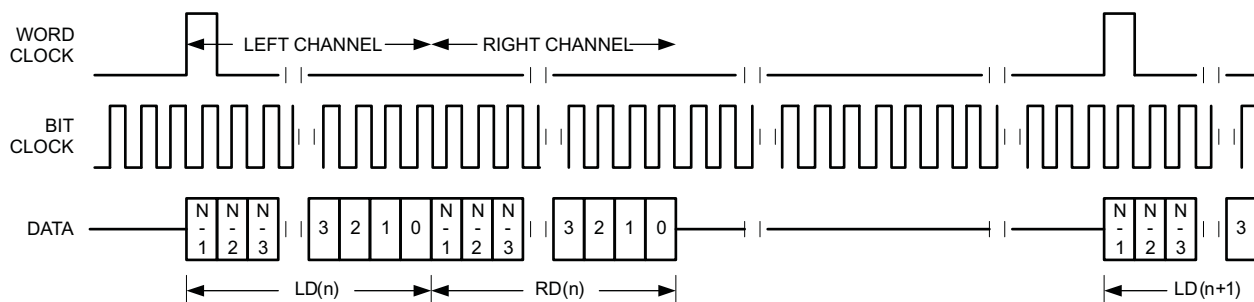 WORD
CLOCK
LEFT CHANNEL
RIGHT CHANNEL
BIT
CLOCK
DATA
N-1 N-2 N-3 3 2 1 0 N-1 N-2 N-3 3 2 1 0 N-1 N-2 N-3 3
LD(n)
RD(n)
LD(n+1)